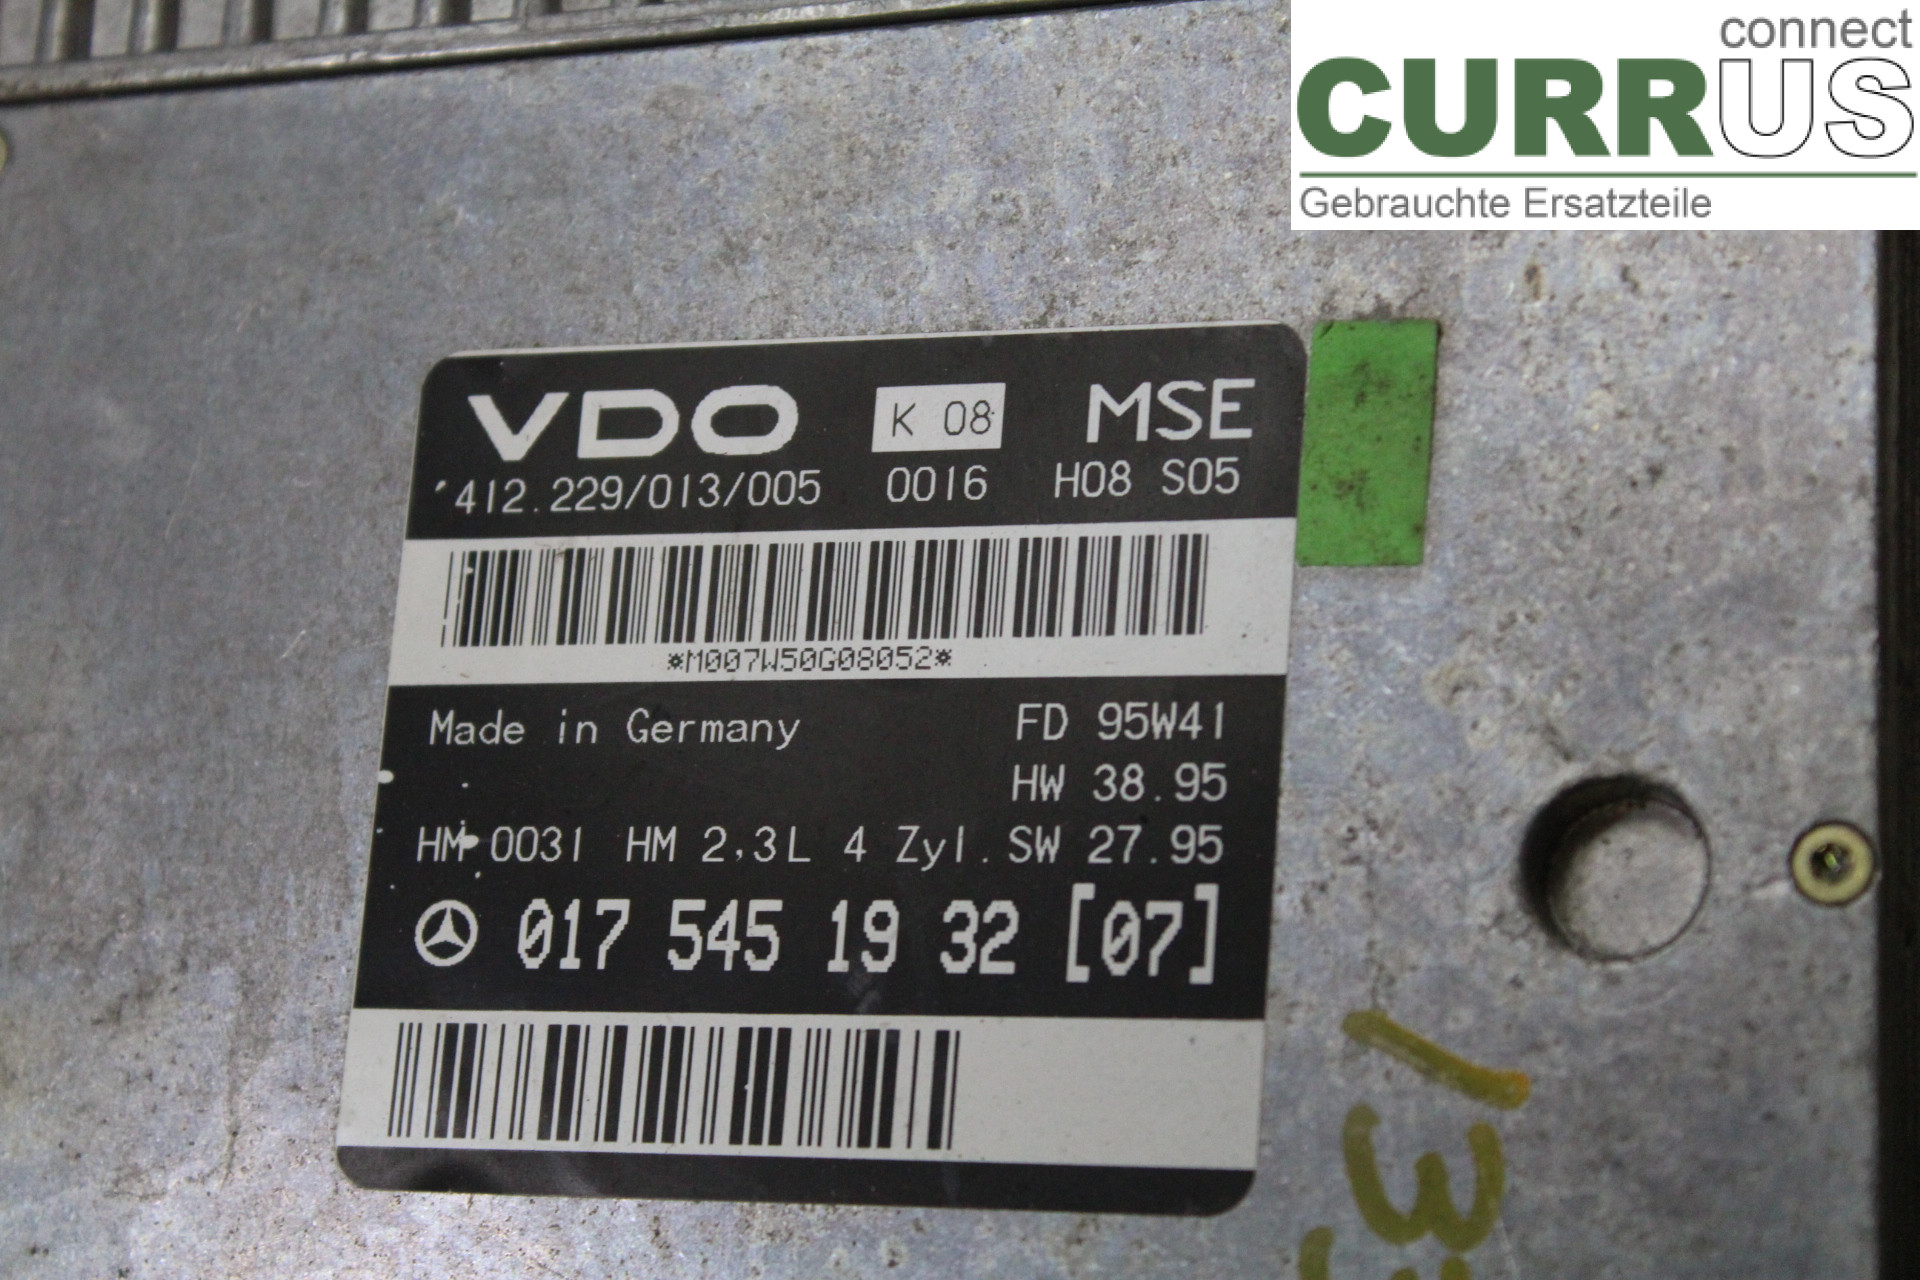 connect
CURRUS
Gebrauchte Ersatzteile
VDO K 08 MSE
412.229/013/005 0016 H08 S05
*M007W50G08052*
Made in Germany FD 95W41
HW 38.95
HM 0031 HM 2,3L 4 Zyl. SW 27.95
017 545 19 32 [07]
13